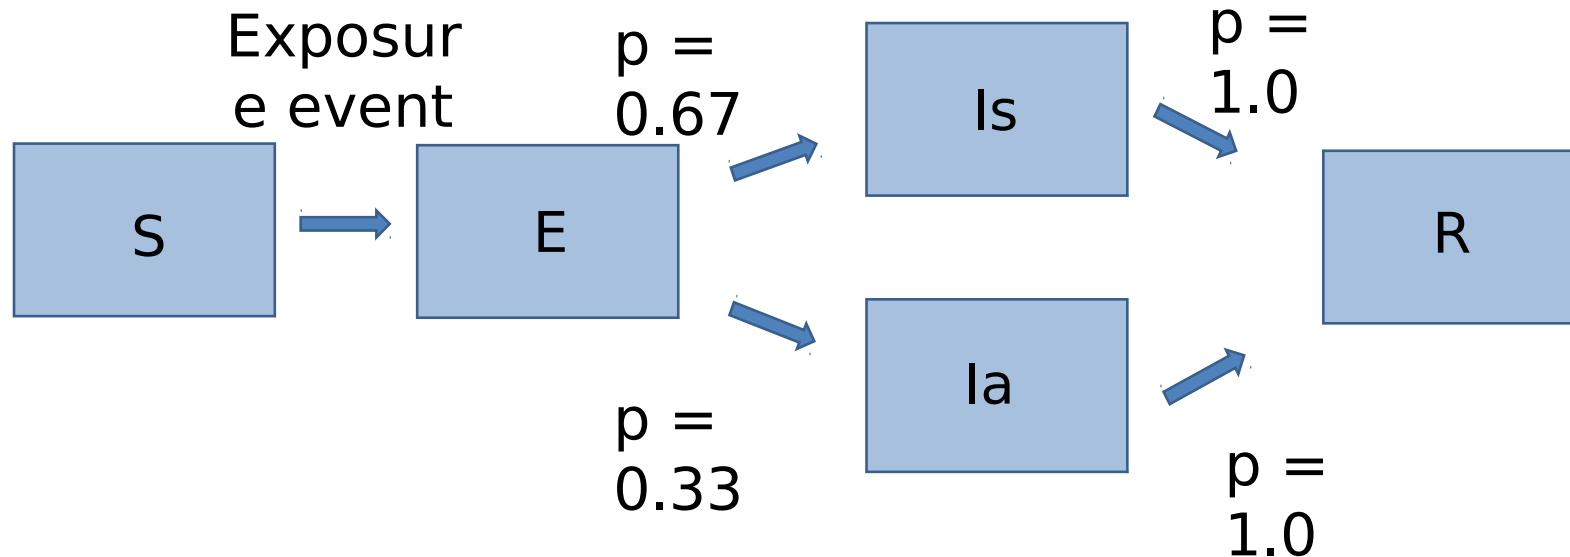 Exposur
e event
p =
0.67
Is
p =
1.0
S
E
R
p =
0.33
Ia
p =
1.0